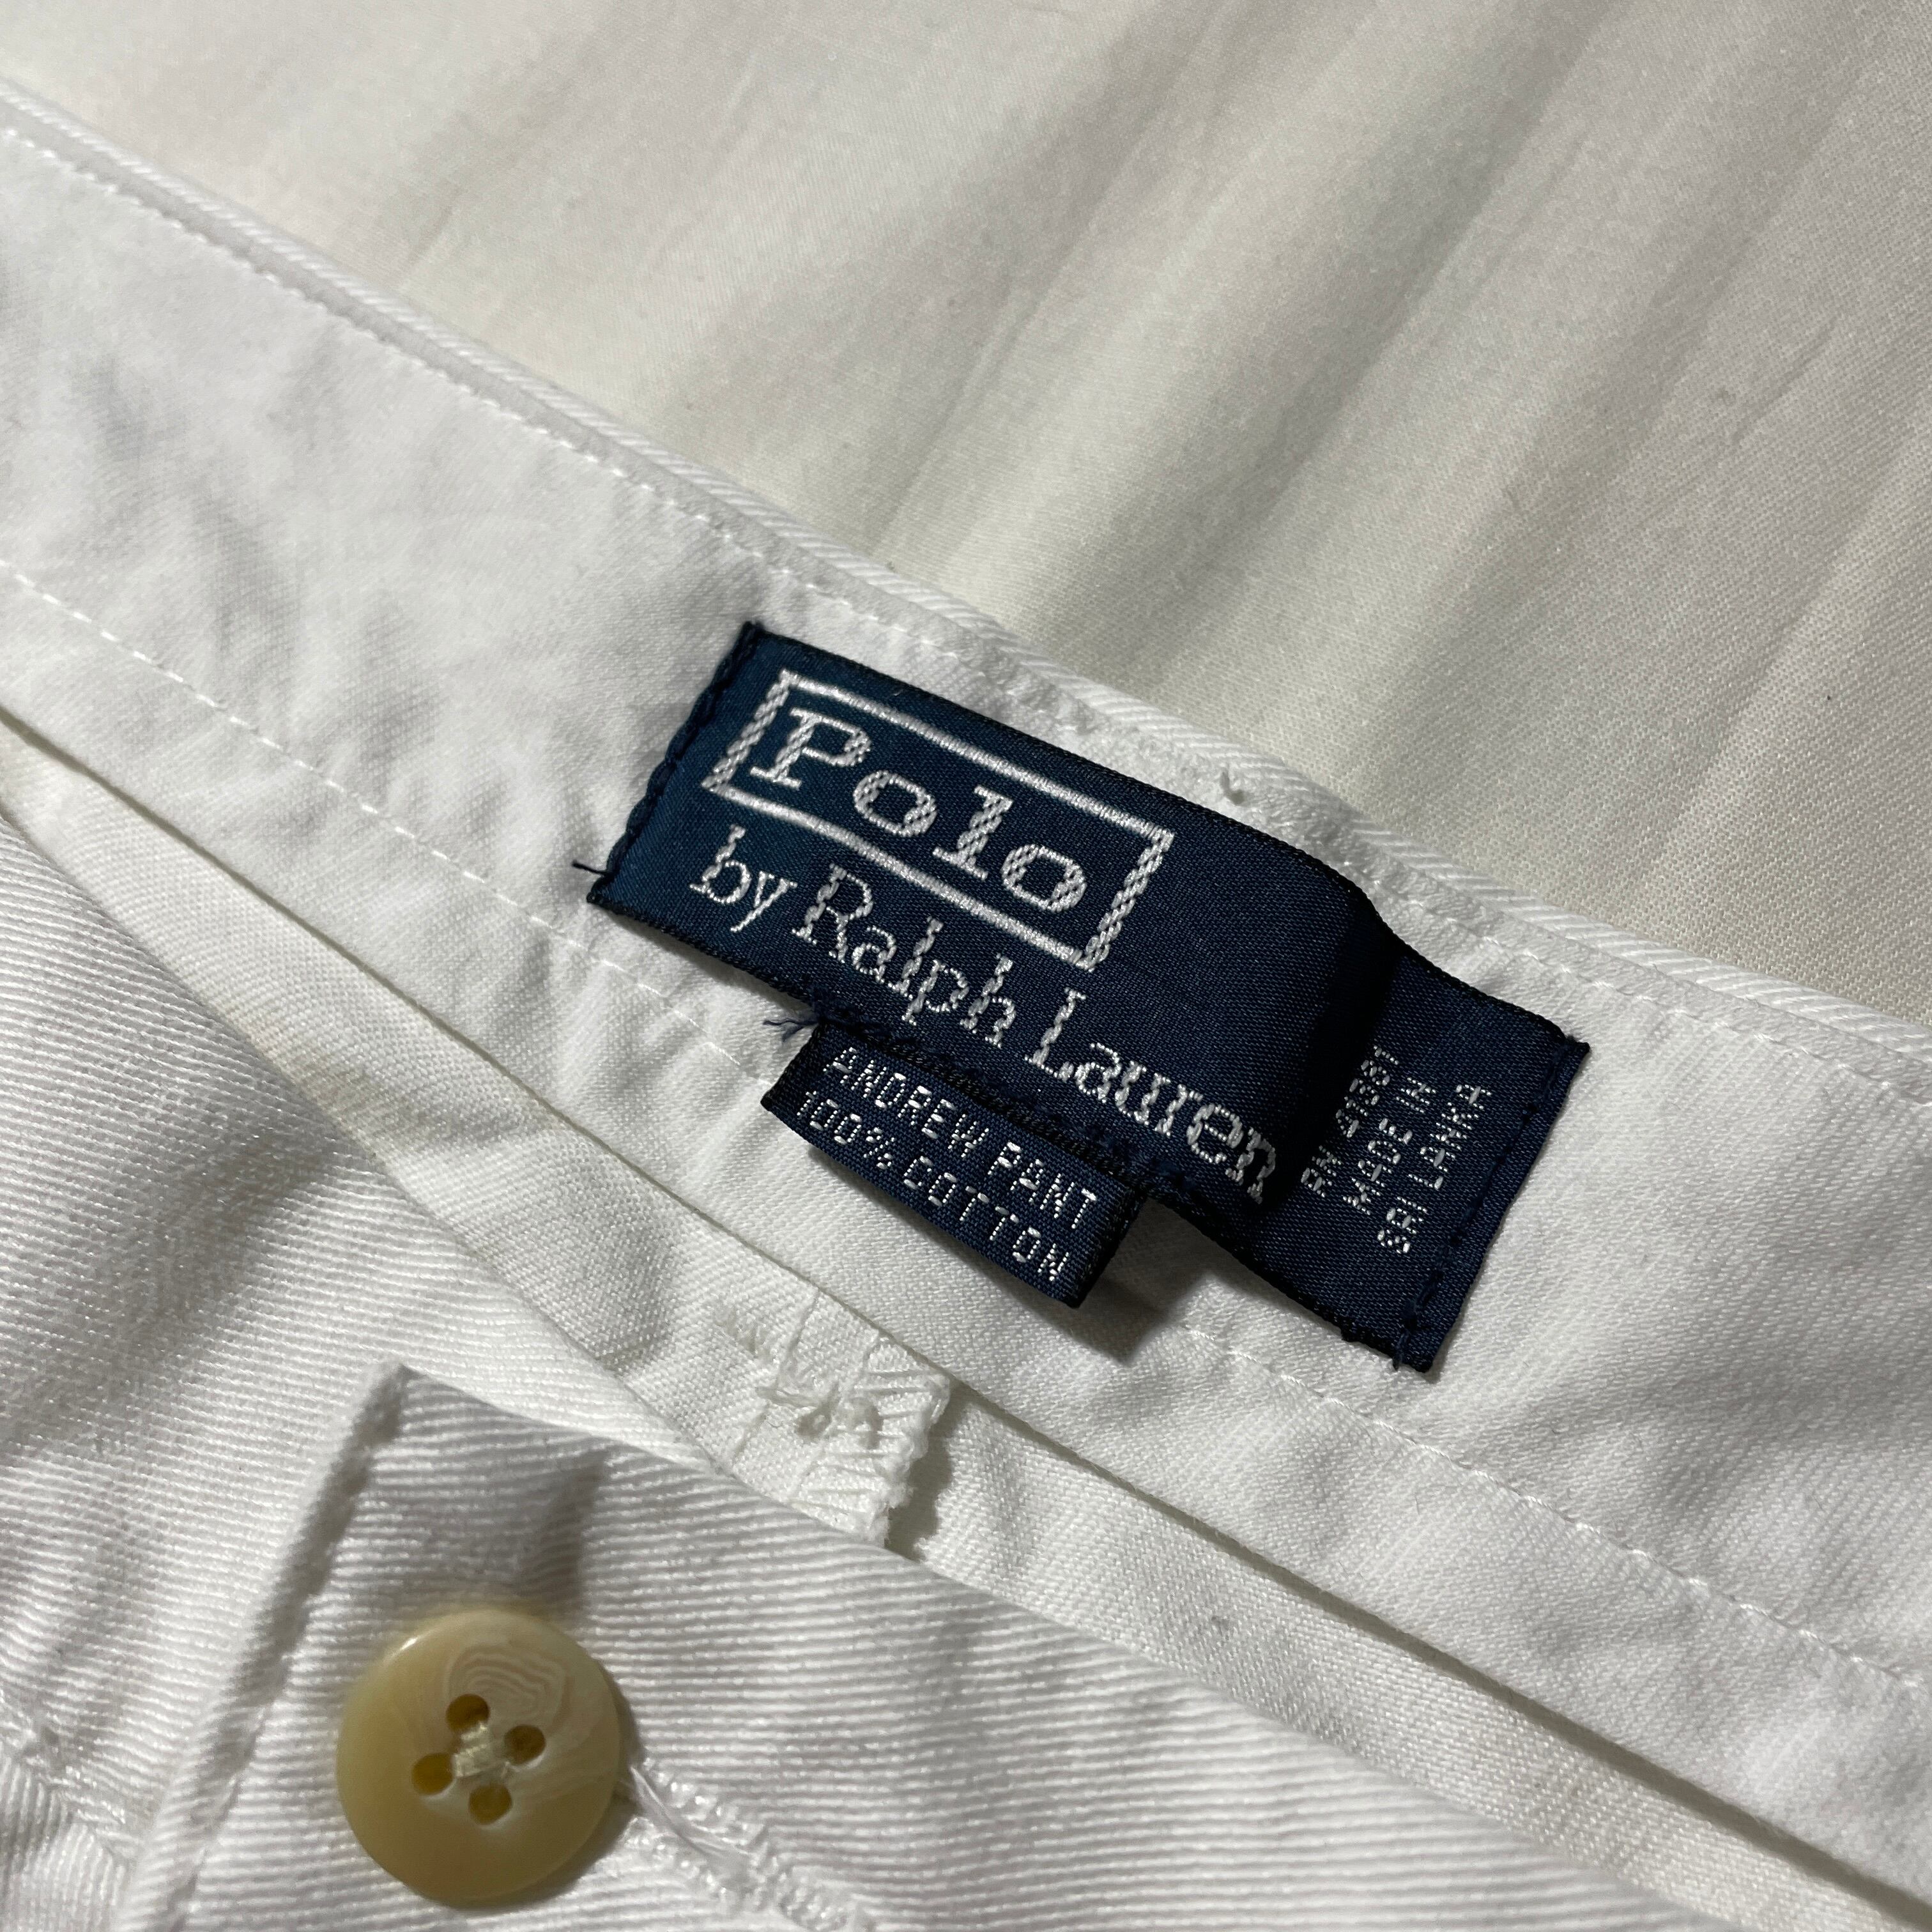 Polo
by Ralph Lauren
ANDREW PANT
100% COTTON
RN 41381
MADE IN
SRI LANKA